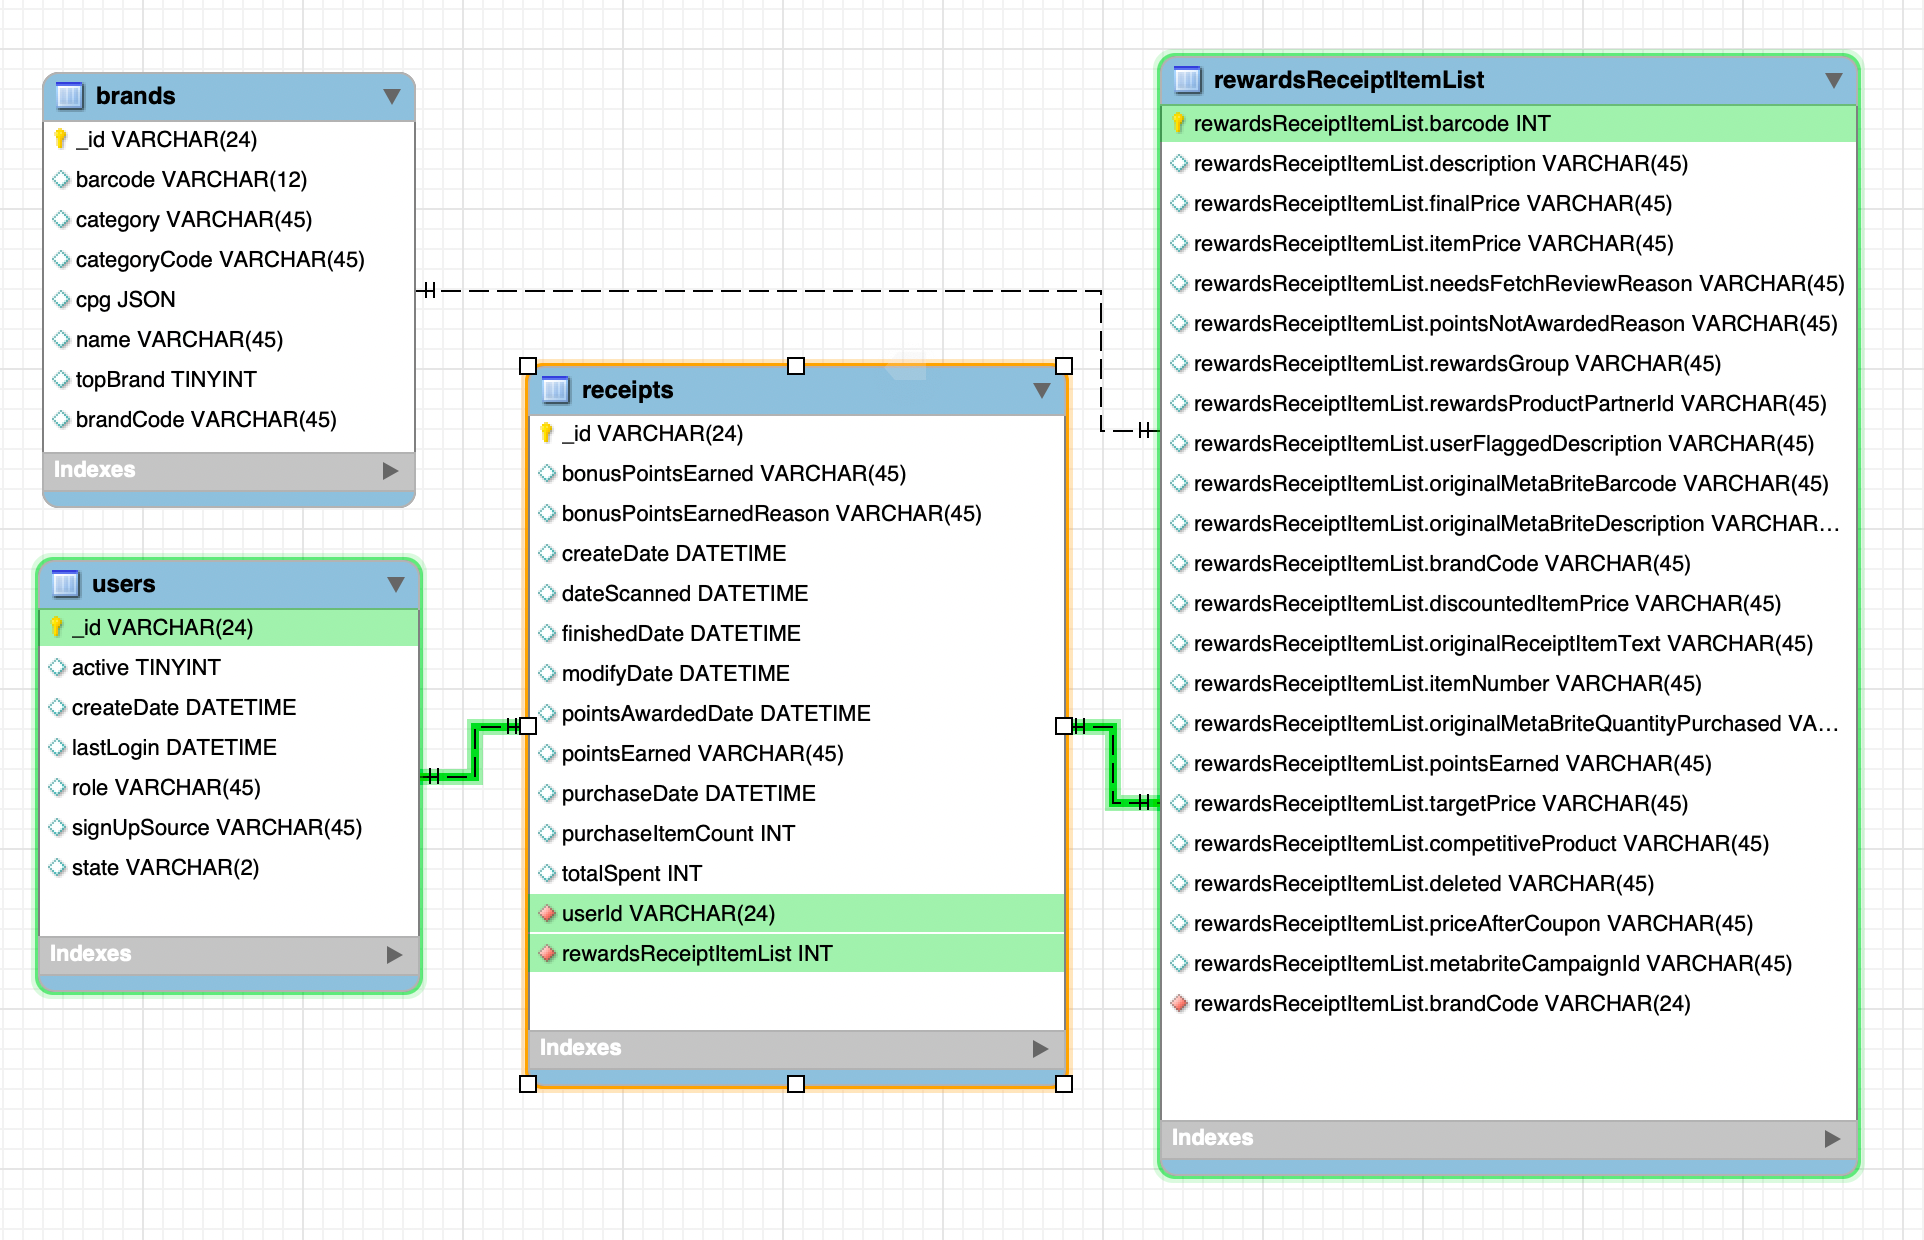 brands
_id VARCHAR(24)
barcode VARCHAR(12)
category VARCHAR(45)
categoryCode VARCHAR(45)
cpg JSON
name VARCHAR(45)
topBrand TINYINT
brandCode VARCHAR(45)
Indexes
users
_id VARCHAR(24)
active TINYINT
createDate DATETIME
lastLogin DATETIME
role VARCHAR(45)
signUpSource VARCHAR(45)
state VARCHAR(2)
Indexes
receipts
_id VARCHAR(24)
bonusPointsEarned VARCHAR(45)
bonusPointsEarnedReason VARCHAR(45)
createDate DATETIME
dateScanned DATETIME
finishedDate DATETIME
modifyDate DATETIME
pointsAwardedDate DATETIME
pointsEarned VARCHAR(45)
purchaseDate DATETIME
purchaseItemCount INT
totalSpent INT
userId VARCHAR(24)
rewardsReceiptItemList INT
Indexes
rewardsReceiptItemList
rewardsReceiptItemList.barcode INT
rewardsReceiptItemList.description VARCHAR(45)
rewardsReceiptItemList.finalPrice VARCHAR(45)
rewardsReceiptItemList.itemPrice VARCHAR(45)
rewardsReceiptItemList.needsFetchReviewReason VARCHAR(45)
rewardsReceiptItemList.pointsNotAwardedReason VARCHAR(45)
rewardsReceiptItemList.rewardsGroup VARCHAR(45)
rewardsReceiptItemList.rewardsProductPartnerId VARCHAR(45)
rewardsReceiptItemList.userFlaggedDescription VARCHAR(45)
rewardsReceiptItemList.originalMetaBriteBarcode VARCHAR(45)
rewardsReceiptItemList.originalMetaBriteDescription VARCHAR...
rewardsReceiptItemList.brandCode VARCHAR(45)
rewardsReceiptItemList.discountedItemPrice VARCHAR(45)
rewardsReceiptItemList.originalReceiptItemText VARCHAR(45)
rewardsReceiptItemList.itemNumber VARCHAR(45)
rewardsReceiptItemList.originalMetaBriteQuantityPurchased VA...
rewardsReceiptItemList.pointsEarned VARCHAR(45)
rewardsReceiptItemList.targetPrice VARCHAR(45)
rewardsReceiptItemList.competitiveProduct VARCHAR(45)
rewardsReceiptItemList.deleted VARCHAR(45)
rewardsReceiptItemList.priceAfterCoupon VARCHAR(45)
rewardsReceiptItemList.metabriteCampaignId VARCHAR(45)
rewardsReceiptItemList.brandCode VARCHAR(24)
Indexes